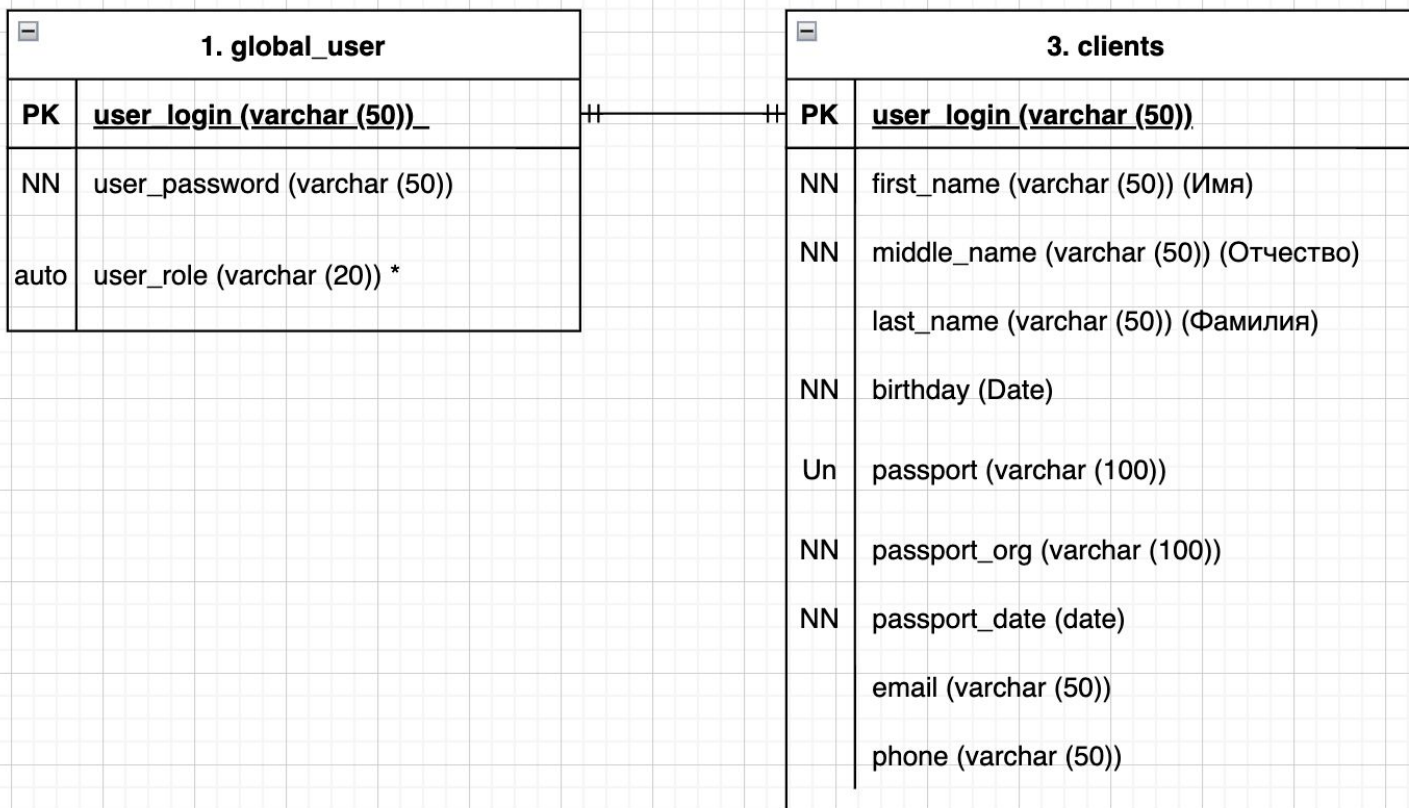 1. global_user
PK user_login (varchar (50))_
NN user_password (varchar (50))
auto user_role (varchar (20)) *
3. clients
PK user_login (varchar (50))
NN first_name (varchar (50)) (Имя)
NN middle_name (varchar (50)) (Отчество)
last_name (varchar (50)) (Фамилия)
NN birthday (Date)
Un passport (varchar (100))
NN passport_org (varchar (100))
NN passport_date (date)
email (varchar (50))
phone (varchar (50))